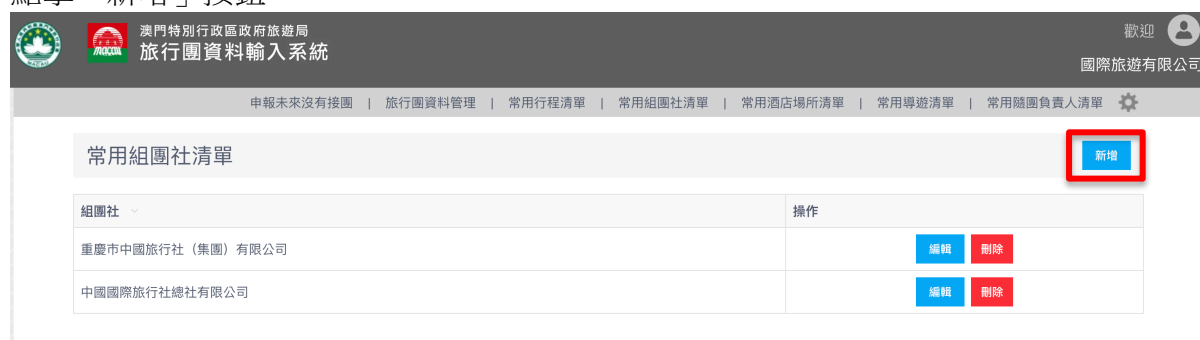 點擊「新增」按鈕
澳門特別行政區政府旅遊局
旅行團資料輸入系統
歡迎
國際旅遊有限公司
申報未來沒有接團 | 旅行團資料管理 | 常用行程清單 | 常用組團社清單 | 常用酒店場所清單 | 常用導遊清單 | 常用隨團負責人清單
常用組團社清單
新增
組團社 操作
重慶市中國旅行社（集團）有限公司 編輯 刪除
中國國際旅行社總社有限公司 編輯 刪除